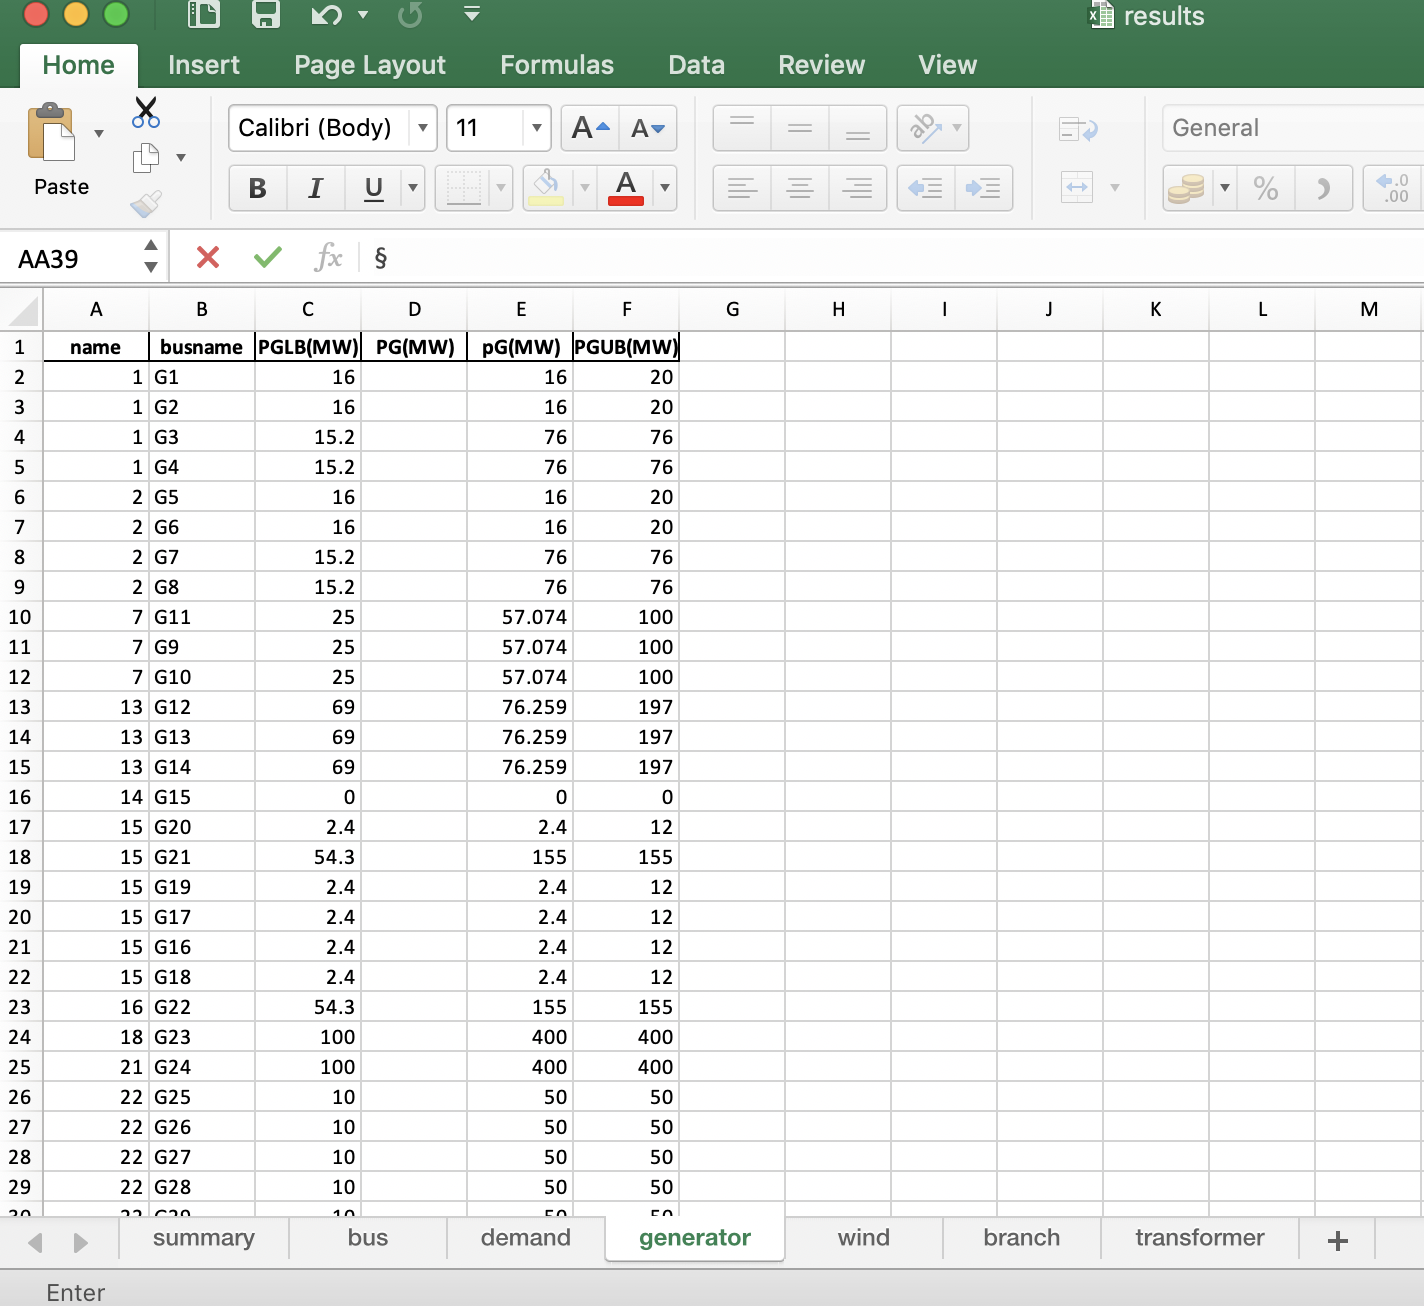 results
Home Insert Page Layout Formulas Data Review View
Calibri (Body) 11 A A ab General
Paste B I U A % .0 .00
AA39 fx §
A B C D E F G H I J K L M
1 name busname PGLB(MW) PG(MW) pG(MW) PGUB(MW)
2 1 G1 16 16 20
3 1 G2 16 16 20
4 1 G3 15.2 76 76
5 1 G4 15.2 76 76
6 2 G5 16 16 20
7 2 G6 16 16 20
8 2 G7 15.2 76 76
9 2 G8 15.2 76 76
10 7 G11 25 57.074 100
11 7 G9 25 57.074 100
12 7 G10 25 57.074 100
13 13 G12 69 76.259 197
14 13 G13 69 76.259 197
15 13 G14 69 76.259 197
16 14 G15 0 0 0
17 15 G20 2.4 2.4 12
18 15 G21 54.3 155 155
19 15 G19 2.4 2.4 12
20 15 G17 2.4 2.4 12
21 15 G16 2.4 2.4 12
22 15 G18 2.4 2.4 12
23 16 G22 54.3 155 155
24 18 G23 100 400 400
25 21 G24 100 400 400
26 22 G25 10 50 50
27 22 G26 10 50 50
28 22 G27 10 50 50
29 22 G28 10 50 50
30 22 G29 10 50 50
summary bus demand generator wind branch transformer +
Enter